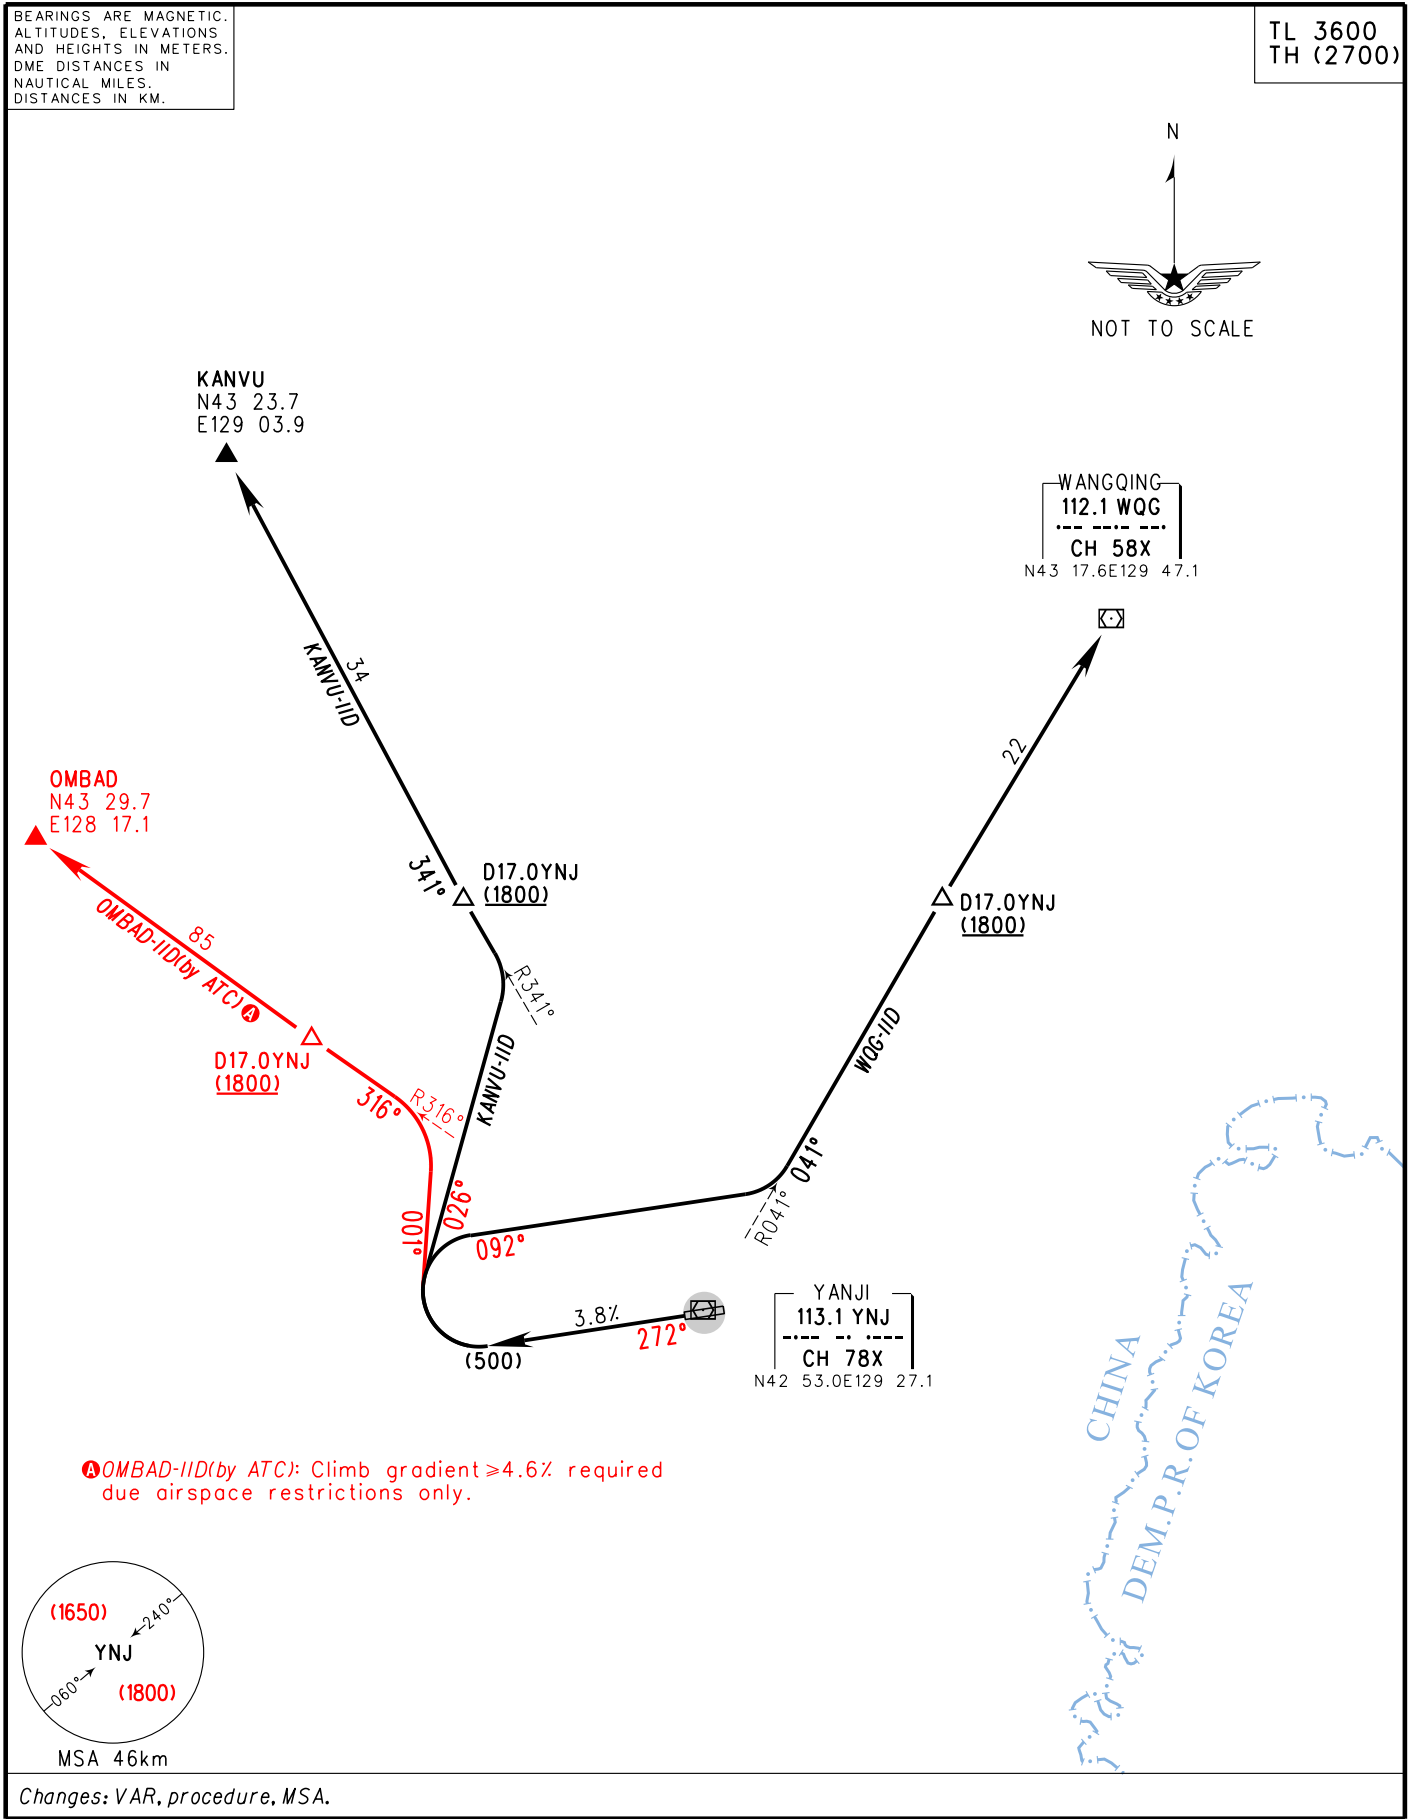 BEARINGS ARE MAGNETIC.
ALTITUDES, ELEVATIONS
AND HEIGHTS IN METERS.
DME DISTANCES IN
NAUTICAL MILES.
DISTANCES IN KM.
TL 3600
TH (2700)
N
NOT TO SCALE
KANVU
N43 23.7
E129 03.9
WANGQING
112.1 WQG
CH 58X
N43 17.6E129 47.1
34
KANVU-IID
22
OMBAD
N43 29.7
E128 17.1
341°
D17.0YNJ
(1800)
D17.0YNJ
(1800)
85
OMBAD-IID(by ATC) A
R341°
D17.0YNJ
(1800)
316°
R316°
KANVU-IID
WQG-IID
041°
R041°
001°
026°
092°
3.8%
272°
(500)
YANJI
113.1 YNJ
CH 78X
N42 53.0E129 27.1
CHINA
DEM.P.R.OF KOREA
A OMBAD-IID(by ATC): Climb gradient≥4.6% required
due airspace restrictions only.
(1650)
240°
YNJ
060°
(1800)
MSA 46km
Changes: VAR, procedure, MSA.